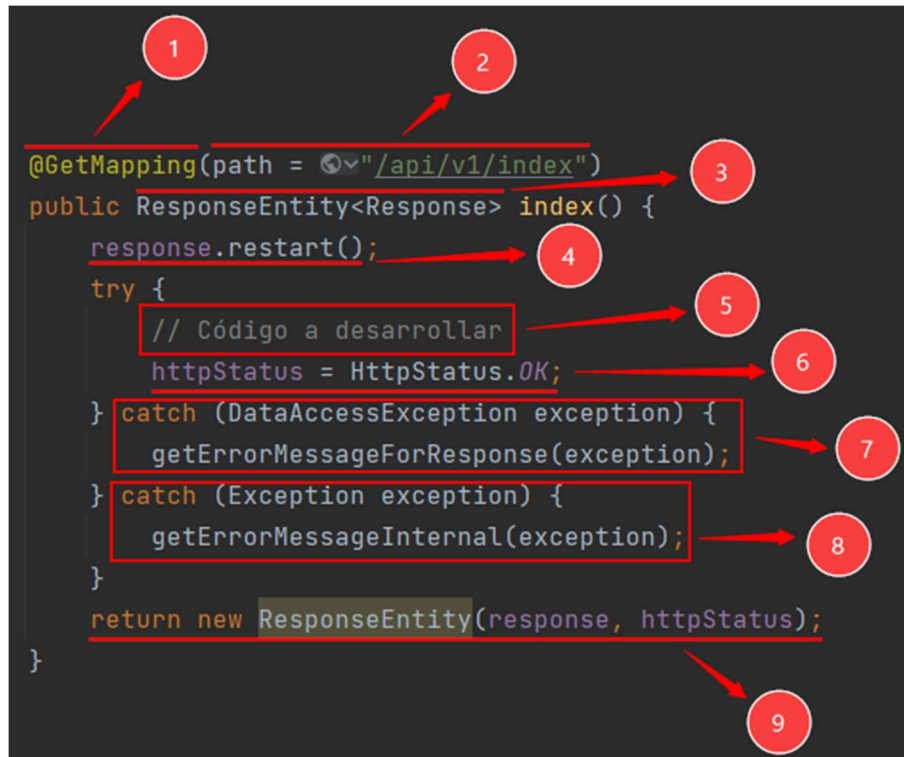 1
2
@GetMapping(path = "/api/v1/index")
3
public ResponseEntity<Response> index() {
response.restart();
4
try {
5
// Código a desarrollar
6
httpStatus = HttpStatus.OK;
} catch (DataAccessException exception) {
7
getErrorMessageForResponse(exception);
} catch (Exception exception) {
8
getErrorMessageInternal(exception);
}
return new ResponseEntity(response, httpStatus);
}
9